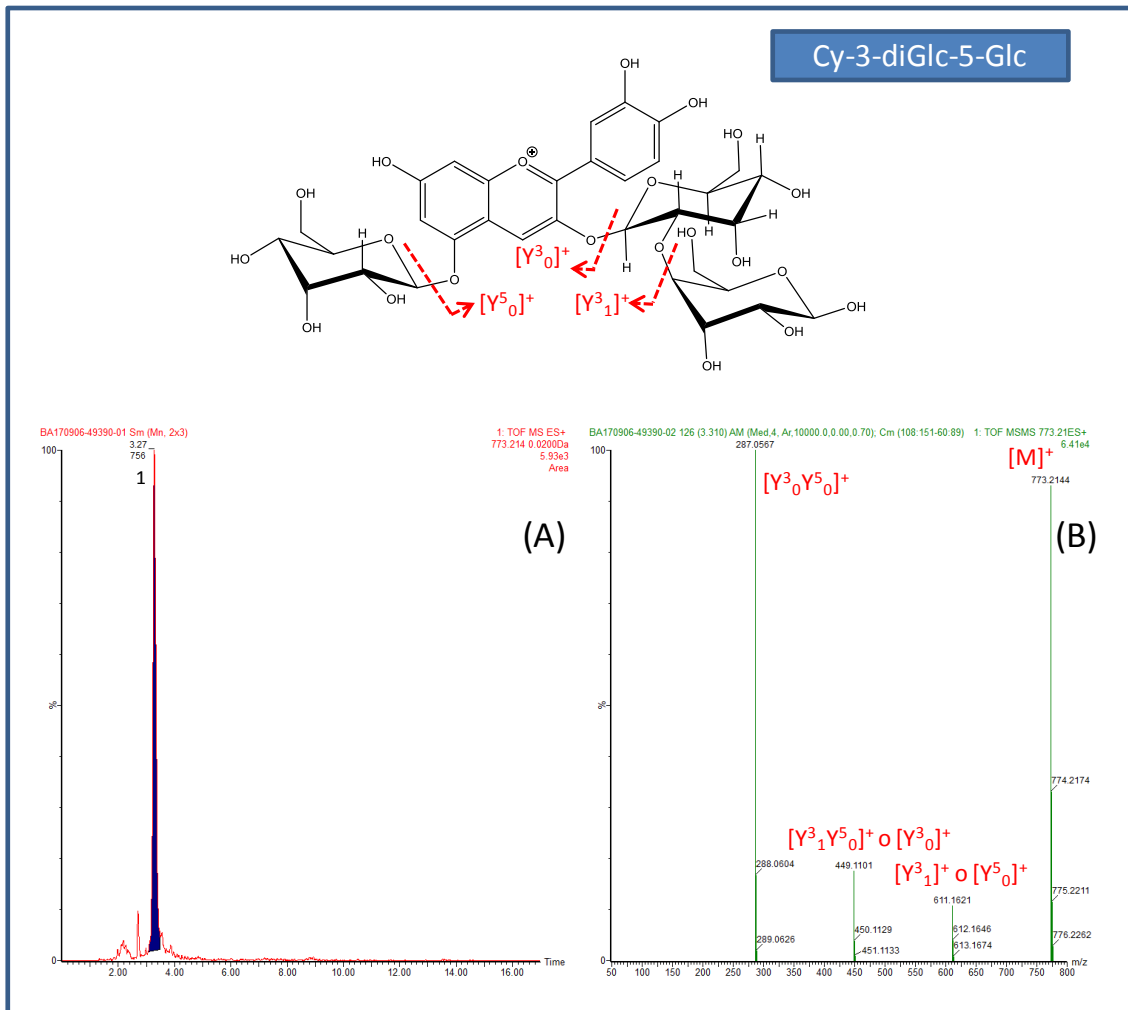 Cy-3-diGlc-5-Glc
OH
OH
HO
O
⊕
HO
H
OH
HO
O
H
OH
H
H
H
HO
HO
OH
O
[Y³₀]⁺
O
H
HO
OH
H
O
HO
OH
OH
OH
O
[Y⁵₀]⁺
[Y³₁]⁺
O
OH
OH
OH
OH
BA170906-49390-01 Sm (Mn, 2x3)
1: TOF MS ES+
773.214 0.0200Da
5.93e3
Area
3.27
756
1
100
(A)
%
0
2.00 4.00 6.00 8.00 10.00 12.00 14.00 16.00
Time
BA170906-49390-02 126 (3.310) AM (Med,4, Ar,10000.0,0.00,0.70); Cm (108:151-60:89)
1: TOF MSMS 773.21ES+
6.41e4
287.0567
[M]⁺
773.2144
100
[Y³₀Y⁵₀]⁺
(B)
%
774.2174
[Y³₁Y⁵₀]⁺ o [Y³₀]⁺
288.0604
449.1101
[Y³₁]⁺ o [Y⁵₀]⁺
611.1621
775.2211
289.0626
450.1129
451.1133
612.1646
613.1674
776.2262
0
50 100 150 200 250 300 350 400 450 500 550 600 650 700 750 800
m/z